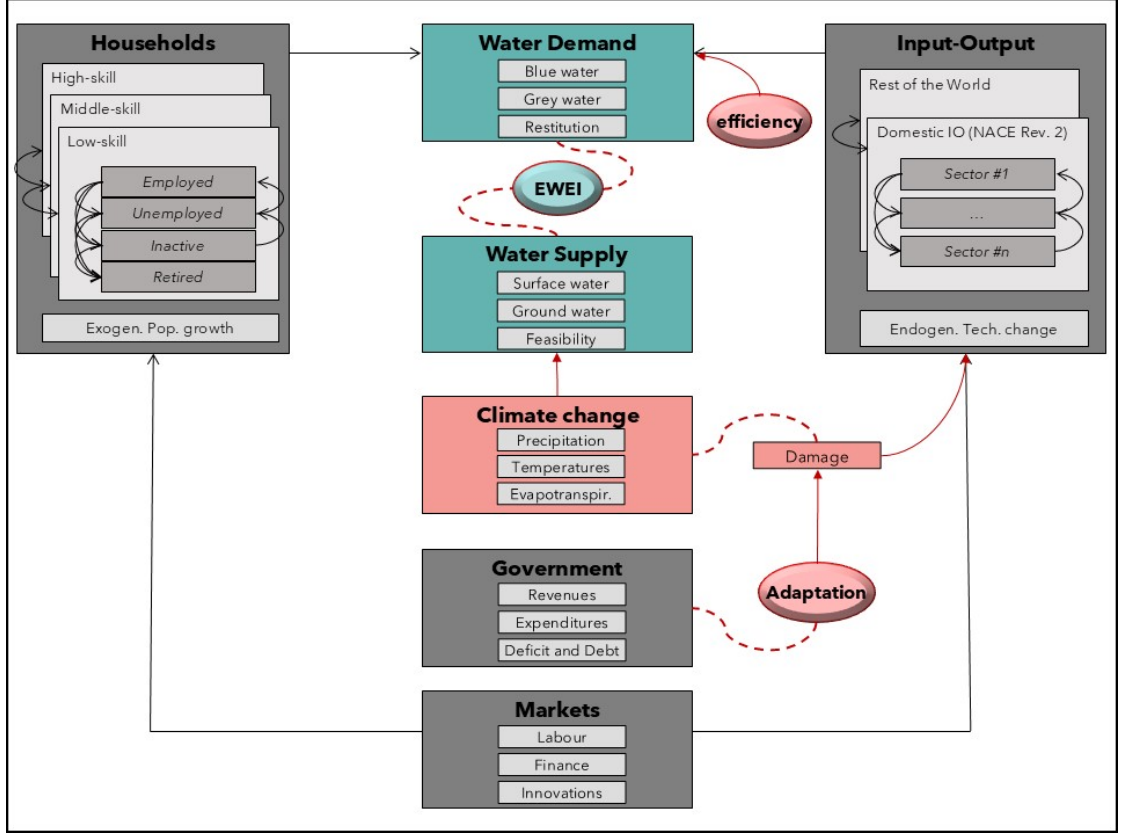 Households
High-skill
Middle-skill
Low-skill
Employed
Unemployed
Inactive
Retired
Exogen. Pop. growth
Water Demand
Blue water
Grey water
Restitution
efficiency
EWEI
Water Supply
Surface water
Ground water
Feasibility
Input-Output
Rest of the World
Domestic IO (NACE Rev. 2)
Sector #1
...
Sector #n
Endogen. Tech. change
Climate change
Precipitation
Temperatures
Evapotranspir.
Damage
Government
Revenues
Expenditures
Deficit and Debt
Adaptation
Markets
Labour
Finance
Innovations